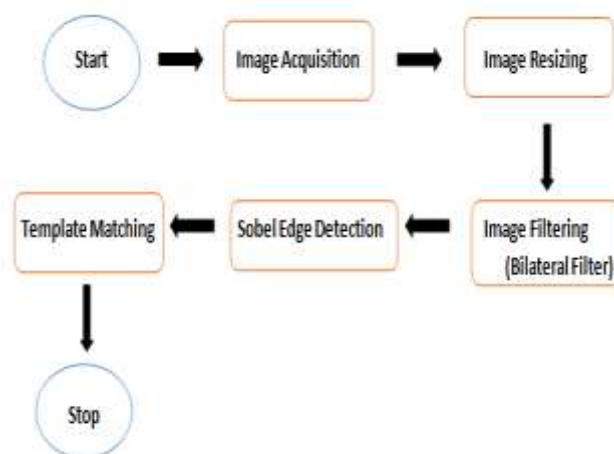 Start
Image Acquisition
Image Resizing
Image Filtering
(Bilateral Filter)
Sobel Edge Detection
Template Matching
Stop